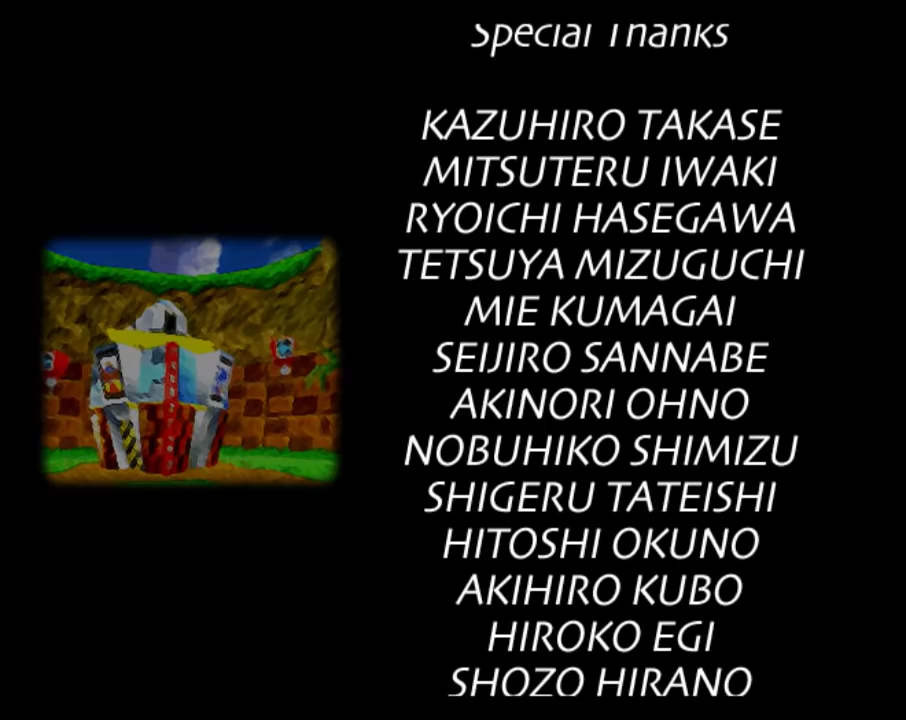 Special Thanks
KAZUHIRO TAKASE
MITSUTERU IWAKI
RYOICHI HASEGAWA
TETSUYA MIZUGUCHI
MIE KUMAGAI
SEIJIRO SANNABE
AKINORI OHNO
NOBUHIKO SHIMIZU
SHIGERU TATEISHI
HITOSHI OKUNO
AKIHIRO KUBO
HIROKO EGI
SHOZO HIRANO